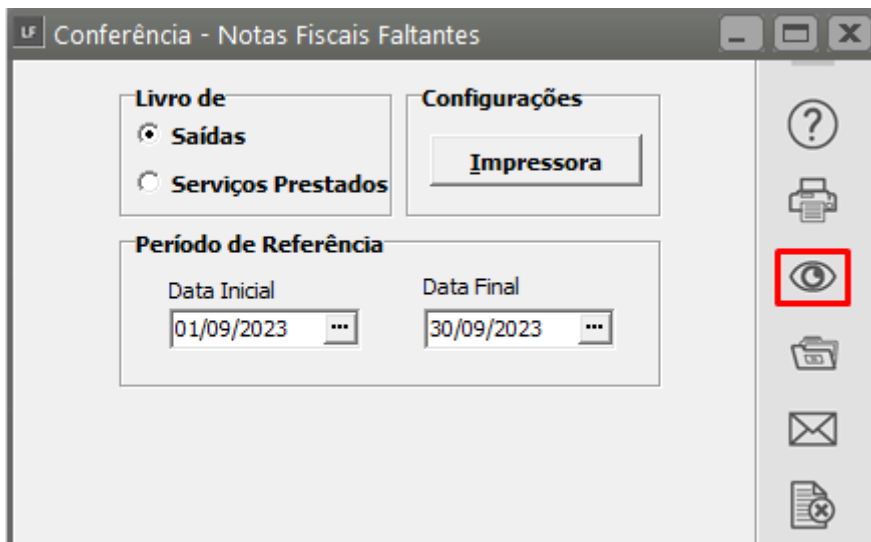 LF Conferência - Notas Fiscais Faltantes
Livro de
Saídas
Serviços Prestados
Configurações
Impressora
Período de Referência
Data Inicial
Data Final
01/09/2023 ...
30/09/2023 ...
?